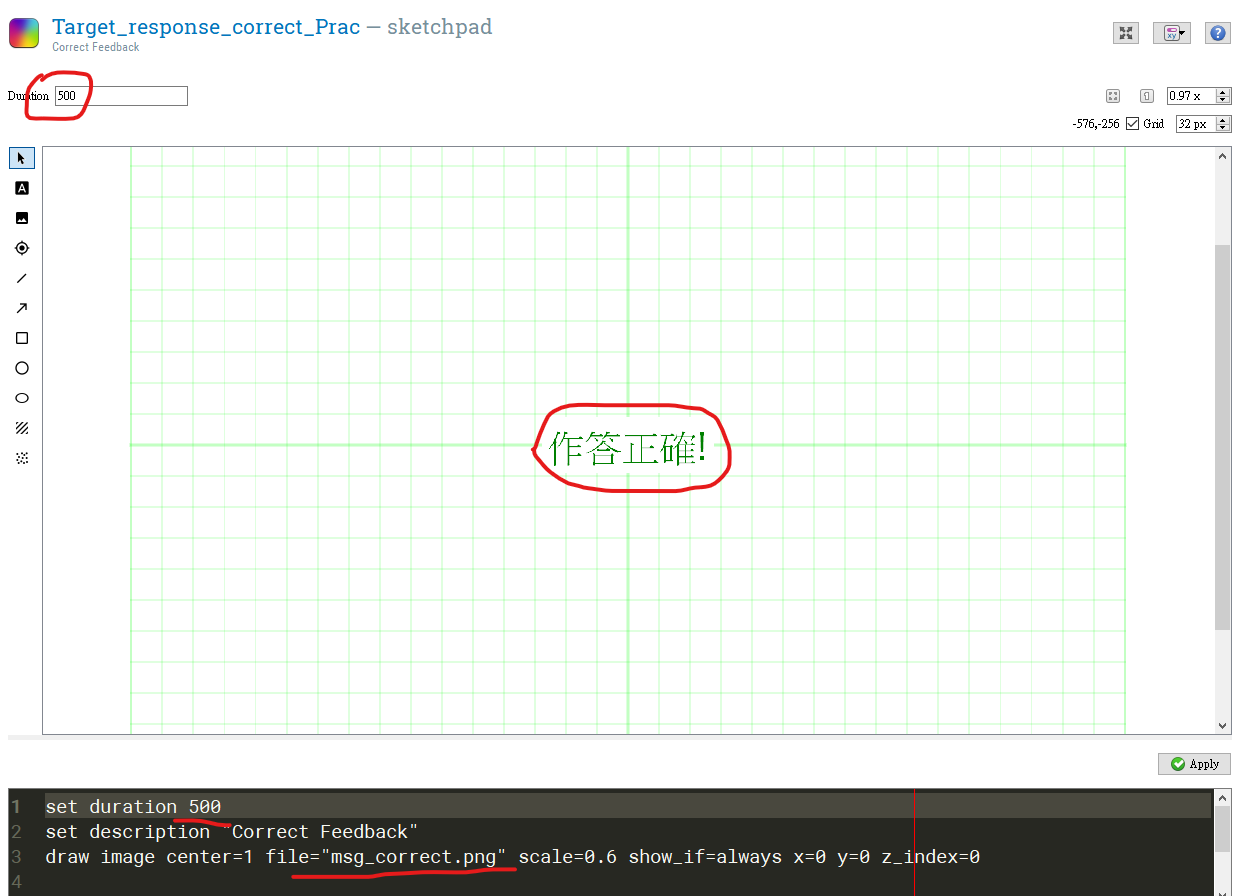 Target_response_correct_Prac — sketchpad
Correct Feedback
Duration 500
0.97 x
-576,-256 Grid 32 px
作答正確!
Apply
1 set duration 500
2 set description "Correct Feedback"
3 draw image center=1 file="msg_correct.png" scale=0.6 show_if=always x=0 y=0 z_index=0
4